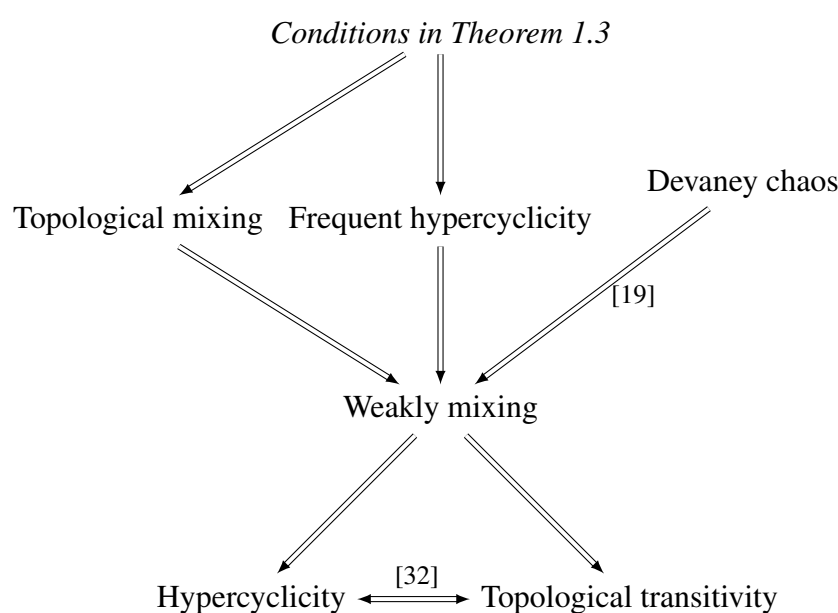 Conditions in Theorem 1.3
Devaney chaos
Topological mixing
Frequent hypercyclicity
[19]
Weakly mixing
[32]
Hypercyclicity
Topological transitivity